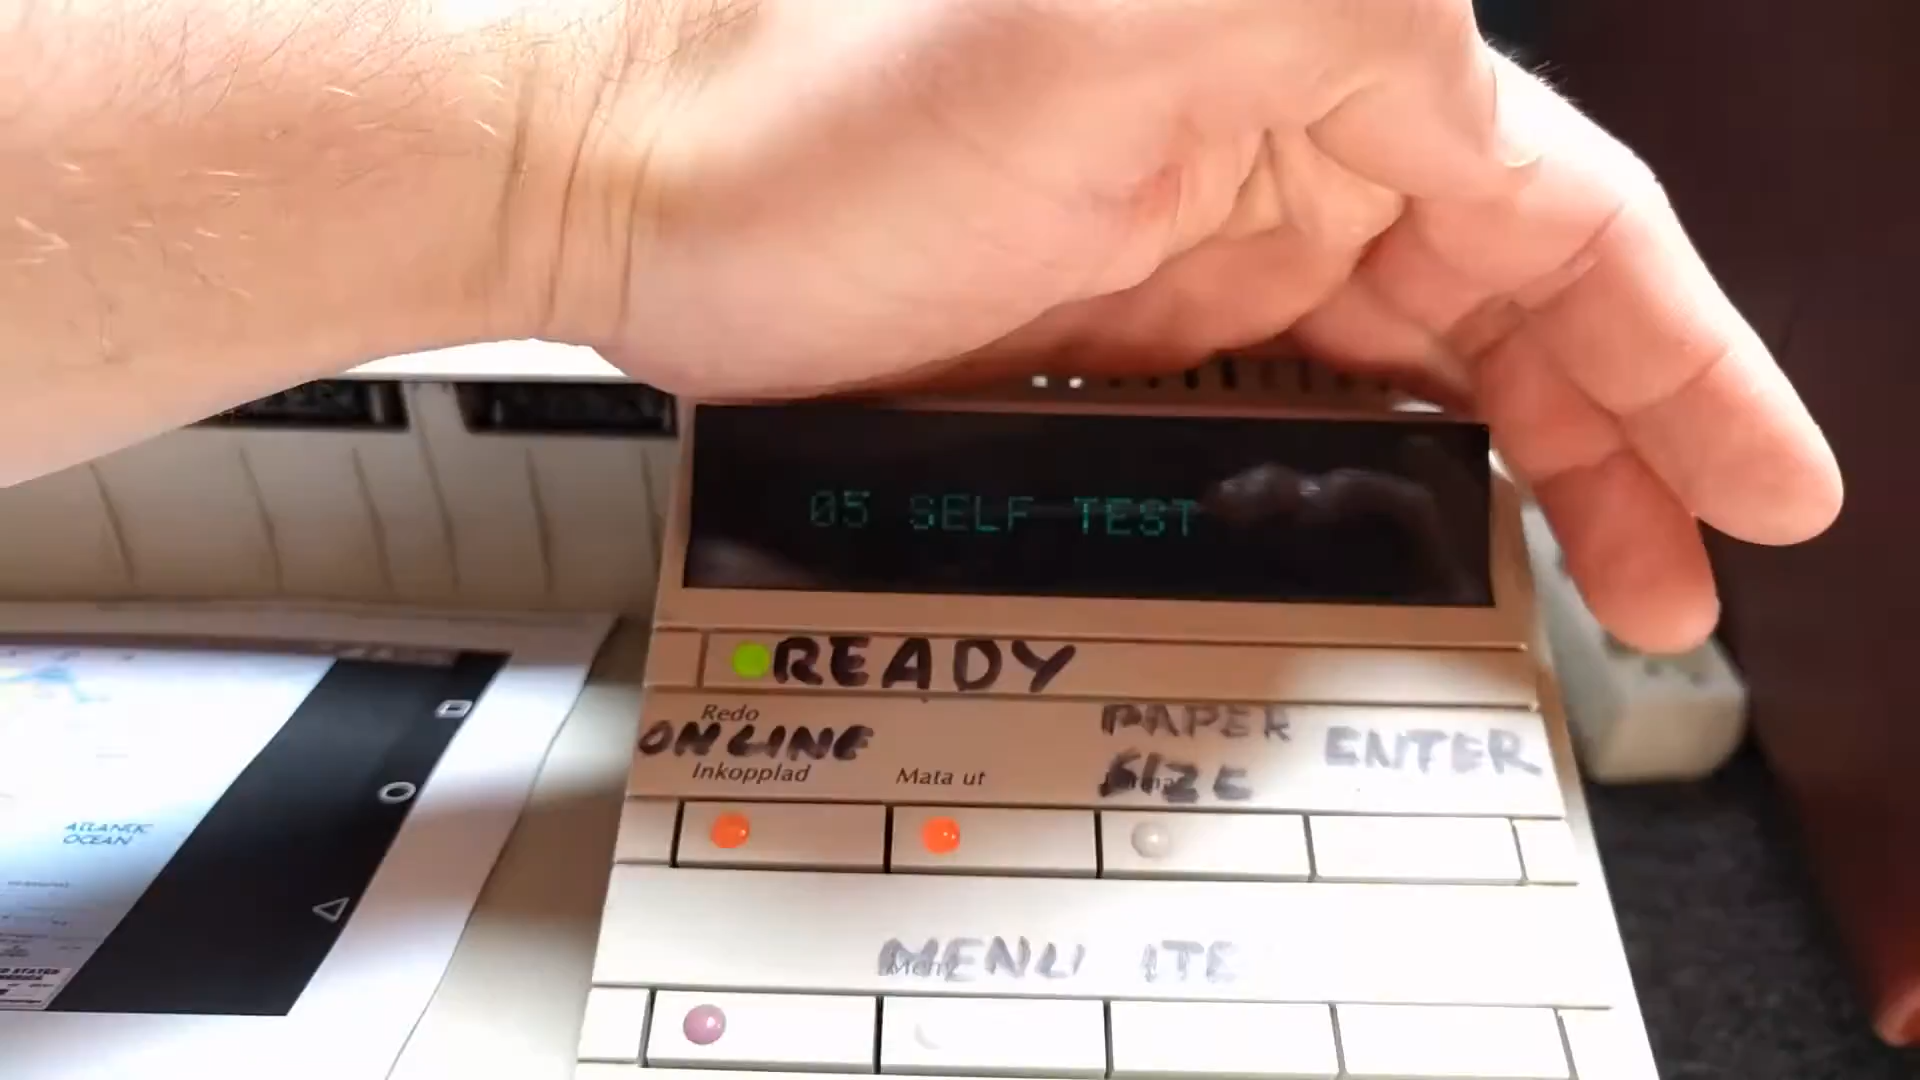 05 SELF TEST
READY
Redo
ONLINE
PAPER
SIZE
ENTER
Inkopplad
Mata ut
MENU ITE
Meny
ATLANTIC
OCEAN